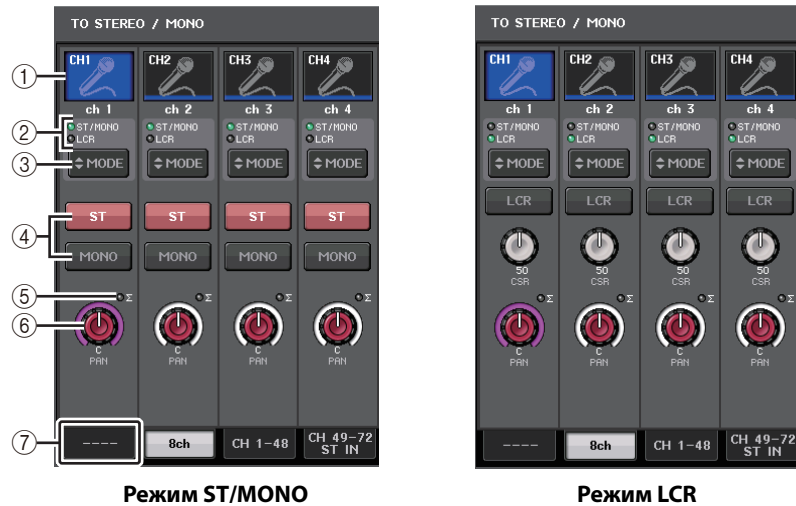 TO STEREO / MONO
CH1 CH2 CH3 CH4
①
ch 1 ch 2 ch 3 ch 4
② ST/MONO ST/MONO ST/MONO ST/MONO
LCR LCR LCR LCR
③ MODE MODE MODE MODE
ST ST ST ST
④
MONO MONO MONO MONO
⑤ Σ Σ Σ Σ
⑥
C C C C
PAN PAN PAN PAN
⑦ ---- 8ch CH 1-48 CH 49-72
ST IN
Режим ST/MONO
TO STEREO / MONO
CH1 CH2 CH3 CH4
ch 1 ch 2 ch 3 ch 4
ST/MONO ST/MONO ST/MONO ST/MONO
LCR LCR LCR LCR
MODE MODE MODE MODE
LCR LCR LCR LCR
50 50 50 50
CSR CSR CSR CSR
Σ Σ Σ Σ
C C C C
PAN PAN PAN PAN
---- 8ch CH 1-48 CH 49-72
ST IN
Режим LCR